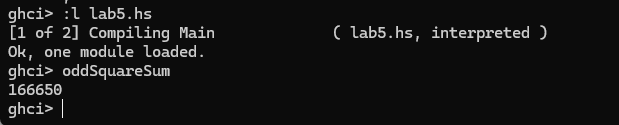 ghci> :l lab5.hs
[1 of 2] Compiling Main             ( lab5.hs, interpreted )
Ok, one module loaded.
ghci> oddSquareSum
166650
ghci>